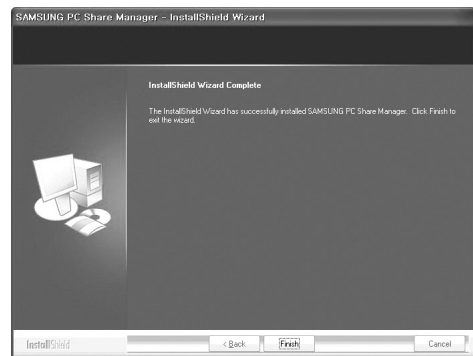 SAMSUNG PC Share Manager - InstallShield Wizard
InstallShield Wizard Complete
The InstallShield Wizard has successfully installed SAMSUNG PC Share Manager. Click Finish to
exit the wizard.
InstallShield
< Back
Finish
Cancel